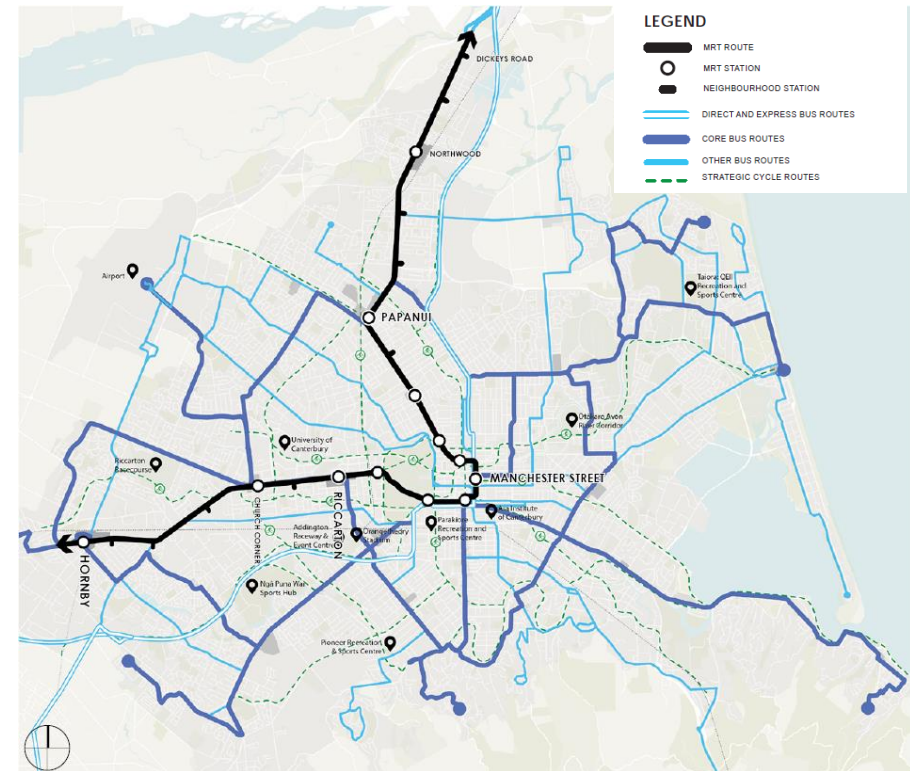 LEGEND
MRT ROUTE
MRT STATION
NEIGHBOURHOOD STATION
DIRECT AND EXPRESS BUS ROUTES
CORE BUS ROUTES
OTHER BUS ROUTES
STRATEGIC CYCLE ROUTES
DICKEYS ROAD
NORTHWOOD
Airport
Taiora: QEII
Recreation and
Sports Centre
PAPANUI
Ōtākaro Avon
River Corridor
University of
Canterbury
Riccarton
Racecourse
MANCHESTER STREET
RICCARTON
CHURCH CORNER
Ara Institute
of Canterbury
Parakiore
Recreation and
Sports Centre
Addington
Raceway &
Event Centre
Orangetheory
Stadium
HORNBY
Ngā Puna Wai
Sports Hub
Pioneer Recreation
& Sports Centre